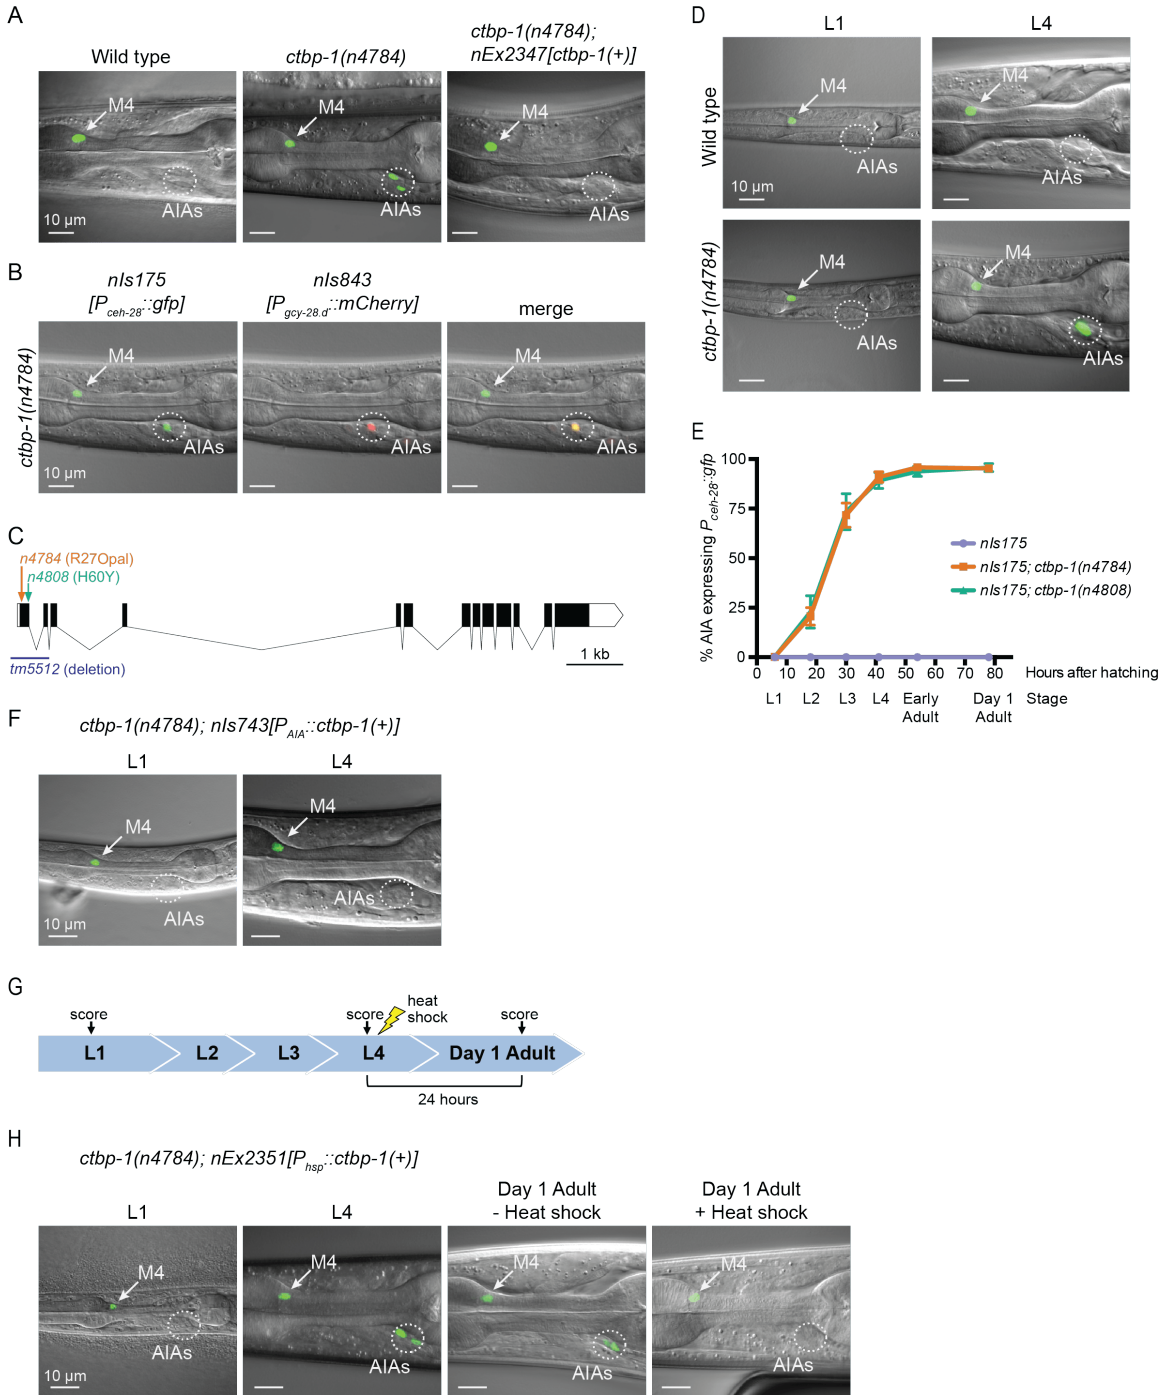 A
Wild type
ctbp-1(n4784)
ctbp-1(n4784);
nEx2347[ctbp-1(+)]
M4
AIAs
10 µm
M4
AIAs
M4
AIAs
B
nIs175
[Pceh-28::gfp]
nIs843
[Pgcy-28.d::mCherry]
merge
ctbp-1(n4784)
M4
AIAs
10 µm
M4
AIAs
AIAs
C
n4784 (R27Opal)
n4808 (H60Y)
tm5512 (deletion)
1 kb
D
L1
L4
Wild type
M4
AIAs
10 µm
M4
AIAs
ctbp-1(n4784)
M4
AIAs
M4
AIAs
E
% AIA expressing Pceh-28::gfp
100
75
50
25
0
nIs175
nIs175; ctbp-1(n4784)
nIs175; ctbp-1(n4808)
0 10 20 30 40 50 60 70 80 Hours after hatching
L1 L2 L3 L4 Early Adult Day 1 Adult Stage
F
ctbp-1(n4784); nIs743[PAIA::ctbp-1(+)]
L1
L4
M4
AIAs
10 µm
M4
AIAs
G
score
score
heat shock
score
L1 L2 L3 L4 Day 1 Adult
24 hours
H
ctbp-1(n4784); nEx2351[Phsp::ctbp-1(+)]
L1
L4
Day 1 Adult
- Heat shock
Day 1 Adult
+ Heat shock
M4
AIAs
10 µm
M4
AIAs
M4
AIAs
M4
AIAs